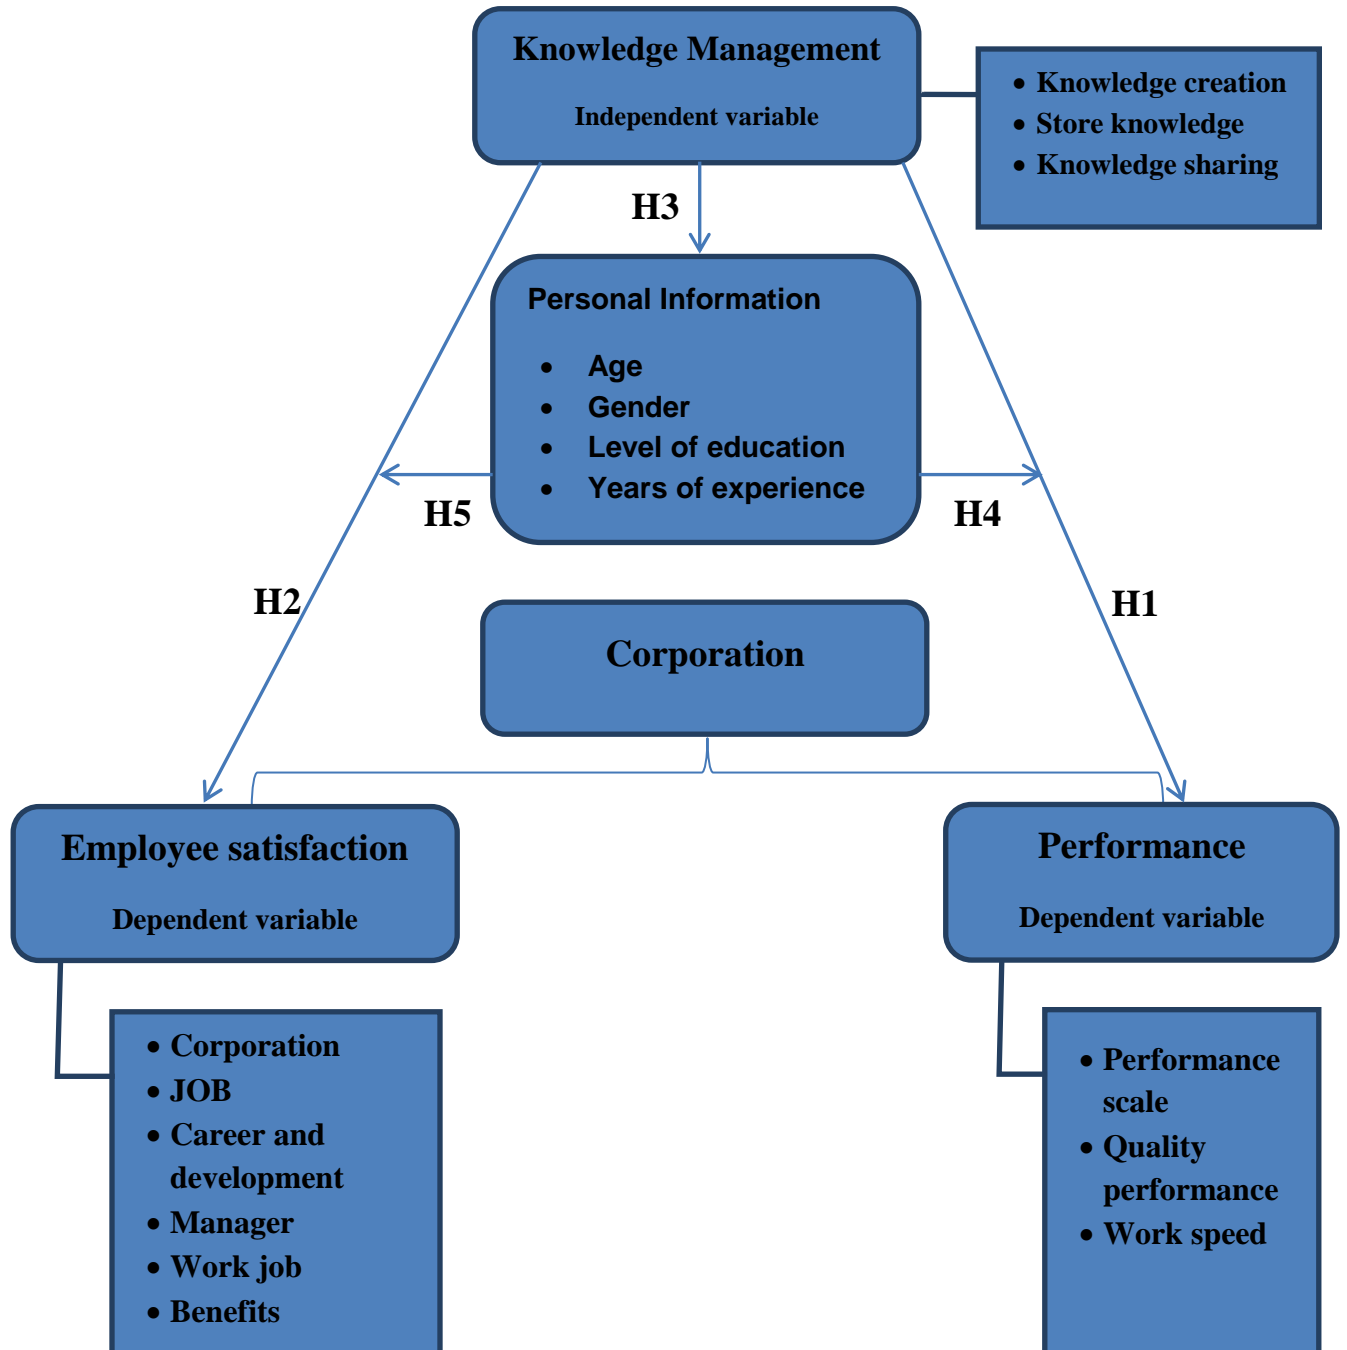 Knowledge Management
Independent variable
• Knowledge creation
• Store knowledge
• Knowledge sharing
H3
Personal Information
• Age
• Gender
• Level of education
• Years of experience
H5
H4
H2
H1
Corporation
Employee satisfaction
Dependent variable
Performance
Dependent variable
• Corporation
• JOB
• Career and
development
• Manager
• Work job
• Benefits
• Performance
scale
• Quality
performance
• Work speed